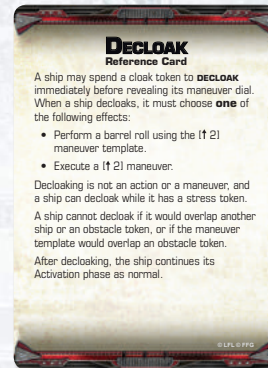 DECLOAK
Reference Card
A ship may spend a cloak token to DECLOAK
immediately before revealing its maneuver dial.
When a ship decloaks, it must choose one of
the following effects:
• Perform a barrel roll using the [↑ 2]
maneuver template.
• Execute a [↑ 2] maneuver.
Decloaking is not an action or a maneuver, and
a ship can decloak while it has a stress token.
A ship cannot decloak if it would overlap another
ship or an obstacle token, or if the maneuver
template would overlap an obstacle token.
After decloaking, the ship continues its
Activation phase as normal.
© LFL © FFG